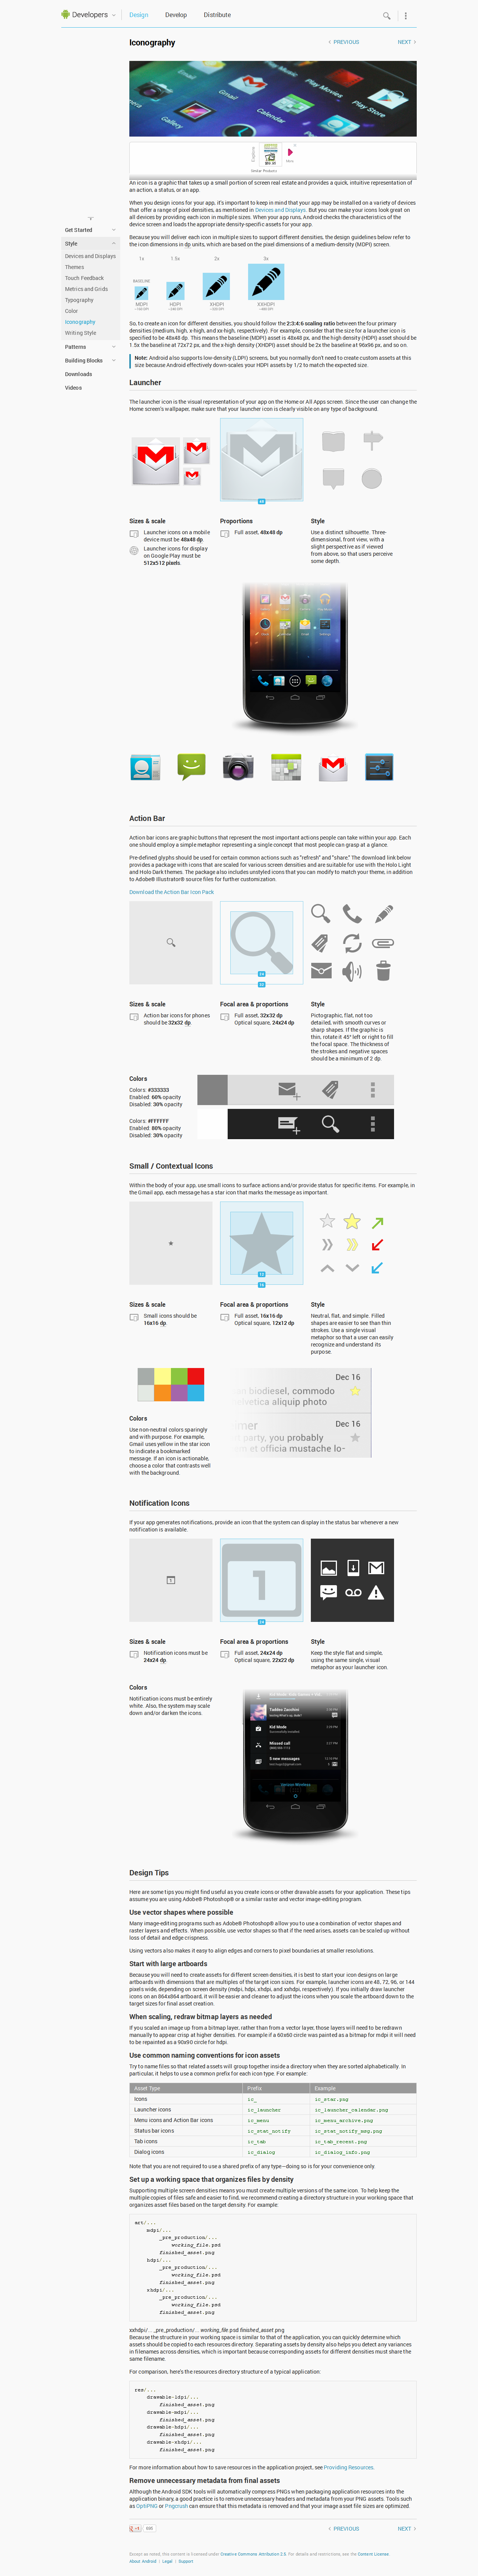 Developers
Design
Develop
Distribute
Iconography
PREVIOUS
NEXT
Gallery
Gmail
Calendar
Play Movies
Play Store
Explore
Similar Products
An icon is a graphic that takes up a small portion of screen real estate and provides a quick, intuitive representation of
an action, a status, or an app.
When you design icons for your app, it's important to keep in mind that your app may be installed on a variety of devices
that offer a range of pixel densities, as mentioned in Devices and Displays. But you can make your icons look great on
all devices by providing each icon in multiple sizes. When your app runs, Android checks the characteristics of the
device screen and loads the appropriate density-specific assets for your app.
Because you will deliver each icon in multiple sizes to support different densities, the design guidelines below refer to
the icon dimensions in dp units, which are based on the pixel dimensions of a medium-density (MDPI) screen.
Get Started
Style
Devices and Displays
Themes
Touch Feedback
Metrics and Grids
Typography
Color
Iconography
Writing Style
Patterns
Building Blocks
Downloads
Videos
1x
1.5x
2x
3x
BASELINE
MDPI
HDPI
XHDPI
XXHDPI
~160 DPI
~240 DPI
~320 DPI
~480 DPI
So, to create an icon for different densities, you should follow the 2:3:4:6 scaling ratio between the four primary
densities (medium, high, x-high, and xx-high, respectively). For example, consider that the size for a launcher icon is
specified to be 48x48 dp. This means the baseline (MDPI) asset is 48x48 px, and the high density (HDPI) asset should be
1.5x the baseline at 72x72 px, and the x-high density (XHDPI) asset should be 2x the baseline at 96x96 px, and so on.
Note: Android also supports low-density (LDPI) screens, but you normally don't need to create custom assets at this
size because Android effectively down-scales your HDPI assets by 1/2 to match the expected size.
Launcher
The launcher icon is the visual representation of your app on the Home or All Apps screen. Since the user can change the
Home screen's wallpaper, make sure that your launcher icon is clearly visible on any type of background.
48
Sizes & scale
Launcher icons on a mobile
device must be 48x48 dp.
Launcher icons for display
on Google Play must be
512x512 pixels.
Proportions
Full asset, 48x48 dp
Style
Use a distinct silhouette. Three-
dimensional, front view, with a
slight perspective as if viewed
from above, so that users perceive
some depth.
Action Bar
Action bar icons are graphic buttons that represent the most important actions people can take within your app. Each
one should employ a simple metaphor representing a single concept that most people can grasp at a glance.
Pre-defined glyphs should be used for certain common actions such as "refresh" and "share." The download link below
provides a package with icons that are scaled for various screen densities and are suitable for use with the Holo Light
and Holo Dark themes. The package also includes unstyled icons that you can modify to match your theme, in addition
to Adobe® Illustrator® source files for further customization.
Download the Action Bar Icon Pack
24
32
Sizes & scale
Action bar icons for phones
should be 32x32 dp.
Focal area & proportions
Full asset, 32x32 dp
Optical square, 24x24 dp
Style
Pictographic, flat, not too
detailed, with smooth curves or
sharp shapes. If the graphic is
thin, rotate it 45° left or right to fill
the focal space. The thickness of
the strokes and negative spaces
should be a minimum of 2 dp.
Colors
Colors: #333333
Enabled: 60% opacity
Disabled: 30% opacity
Colors: #FFFFFF
Enabled: 80% opacity
Disabled: 30% opacity
Small / Contextual Icons
Within the body of your app, use small icons to surface actions and/or provide status for specific items. For example, in
the Gmail app, each message has a star icon that marks the message as important.
12
16
Sizes & scale
Small icons should be
16x16 dp.
Focal area & proportions
Full asset, 16x16 dp
Optical square, 12x12 dp
Style
Neutral, flat, and simple. Filled
shapes are easier to see than thin
strokes. Use a single visual
metaphor so that a user can easily
recognize and understand its
purpose.
Dec 16
biodiesel, commodo
helvetica aliquip photo
Dec 16
party, you probably
em et officia mustache lo-
Colors
Use non-neutral colors sparingly
and with purpose. For example,
Gmail uses yellow in the star icon
to indicate a bookmarked
message. If an icon is actionable,
choose a color that contrasts well
with the background.
Notification Icons
If your app generates notifications, provide an icon that the system can display in the status bar whenever a new
notification is available.
1
1
24
Sizes & scale
Notification icons must be
24x24 dp.
Focal area & proportions
Full asset, 24x24 dp
Optical square, 22x22 dp
Style
Keep the style flat and simple,
using the same single, visual
metaphor as your launcher icon.
Colors
Notification icons must be entirely
white. Also, the system may scale
down and/or darken the icons.
Taddeo Zacchini
Kid Mode
Missed call
5 new messages
Verizon Wireless
Design Tips
Here are some tips you might find useful as you create icons or other drawable assets for your application. These tips
assume you are using Adobe® Photoshop® or a similar raster and vector image-editing program.
Use vector shapes where possible
Many image-editing programs such as Adobe® Photoshop® allow you to use a combination of vector shapes and
raster layers and effects. When possible, use vector shapes so that if the need arises, assets can be scaled up without
loss of detail and edge crispness.
Using vectors also makes it easy to align edges and corners to pixel boundaries at smaller resolutions.
Start with large artboards
Because you will need to create assets for different screen densities, it is best to start your icon designs on large
artboards with dimensions that are multiples of the target icon sizes. For example, launcher icons are 48, 72, 96, or 144
pixels wide, depending on screen density (mdpi, hdpi, xhdpi, and xxhdpi, respectively). If you initially draw launcher
icons on an 864x864 artboard, it will be easier and cleaner to adjust the icons when you scale the artboard down to the
target sizes for final asset creation.
When scaling, redraw bitmap layers as needed
If you scaled an image up from a bitmap layer, rather than from a vector layer, those layers will need to be redrawn
manually to appear crisp at higher densities. For example if a 60x60 circle was painted as a bitmap for mdpi it will need
to be repainted as a 90x90 circle for hdpi.
Use common naming conventions for icon assets
Try to name files so that related assets will group together inside a directory when they are sorted alphabetically. In
particular, it helps to use a common prefix for each icon type. For example:
Asset Type
Prefix
Example
Icons
ic_
ic_star.png
Launcher icons
ic_launcher
ic_launcher_calendar.png
Menu icons and Action Bar icons
ic_menu
ic_menu_archive.png
Status bar icons
ic_stat_notify
ic_stat_notify_msg.png
Tab icons
ic_tab
ic_tab_recent.png
Dialog icons
ic_dialog
ic_dialog_info.png
Note that you are not required to use a shared prefix of any type—doing so is for your convenience only.
Set up a working space that organizes files by density
Supporting multiple screen densities means you must create multiple versions of the same icon. To help keep the
multiple copies of files safe and easier to find, we recommend creating a directory structure in your working space that
organizes asset files based on the target density. For example:
art/...
mdpi/...
_pre_production/...
working_file.psd
finished_asset.png
hdpi/...
_pre_production/...
working_file.psd
finished_asset.png
xhdpi/...
_pre_production/...
working_file.psd
finished_asset.png
xxhdpi/... _pre_production/... working_file.psd finished_asset.png
Because the structure in your working space is similar to that of the application, you can quickly determine which
assets should be copied to each resources directory. Separating assets by density also helps you detect any variances
in filenames across densities, which is important because corresponding assets for different densities must share the
same filename.
For comparison, here's the resources directory structure of a typical application:
res/...
drawable-ldpi/...
finished_asset.png
drawable-mdpi/...
finished_asset.png
drawable-hdpi/...
finished_asset.png
drawable-xhdpi/...
finished_asset.png
For more information about how to save resources in the application project, see Providing Resources.
Remove unnecessary metadata from final assets
Although the Android SDK tools will automatically compress PNGs when packaging application resources into the
application binary, a good practice is to remove unnecessary headers and metadata from your PNG assets. Tools such
as OptiPNG or Pngcrush can ensure that this metadata is removed and that your image asset file sizes are optimized.
+1
PREVIOUS
NEXT
Except as noted, this content is licensed under Creative Commons Attribution 2.5. For details and restrictions, see the Content License.
About Android | Legal | Support